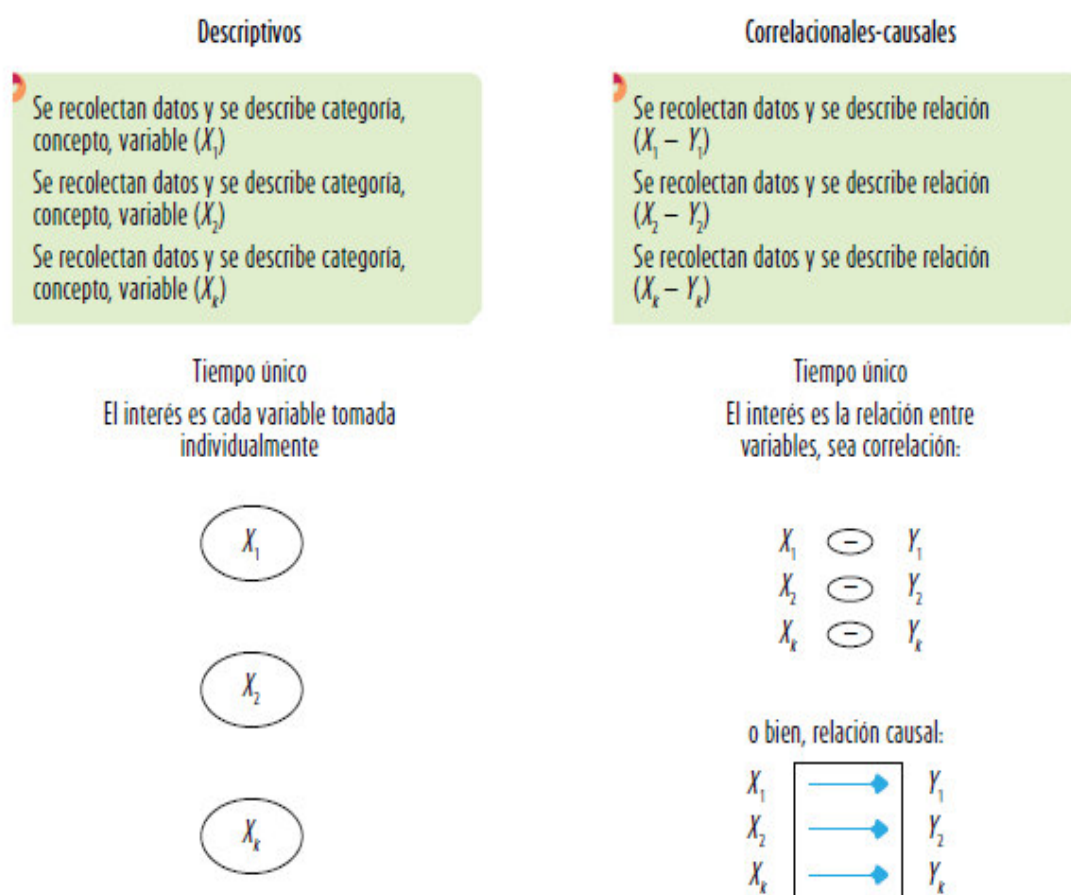 Descriptivos
Se recolectan datos y se describe categoría,
concepto, variable (X₁)
Se recolectan datos y se describe categoría,
concepto, variable (X₂)
Se recolectan datos y se describe categoría,
concepto, variable (Xₖ)
Tiempo único
El interés es cada variable tomada
individualmente
X₁
X₂
Xₖ
Correlacionales-causales
Se recolectan datos y se describe relación
(X₁ – Y₁)
Se recolectan datos y se describe relación
(X₂ – Y₂)
Se recolectan datos y se describe relación
(Xₖ – Yₖ)
Tiempo único
El interés es la relación entre
variables, sea correlación:
X₁ – Y₁
X₂ – Y₂
Xₖ – Yₖ
o bien, relación causal:
X₁ Y₁
X₂ Y₂
Xₖ Yₖ